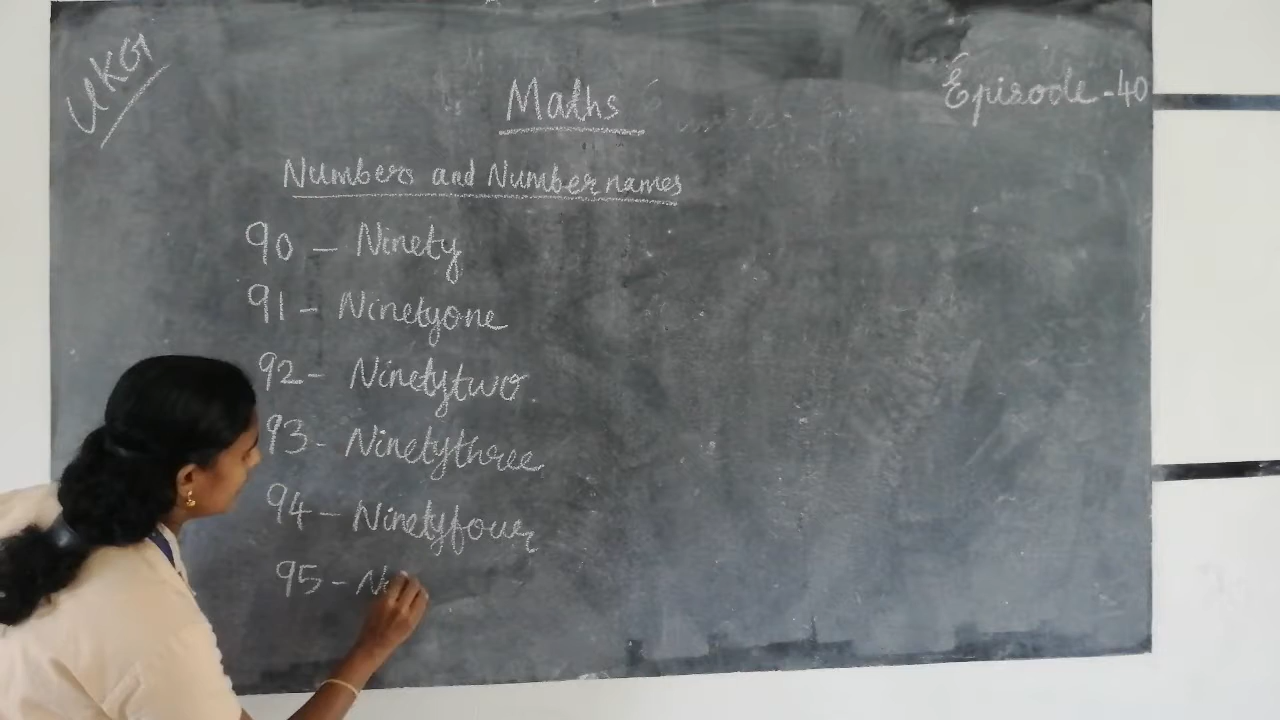 UKG
Maths
Episode - 40
Numbers and Number names
90 - Ninety
91 - Ninetyone
92 - Ninetytwo
93 - Ninetythree
94 - Ninetyfour
95 - Ni